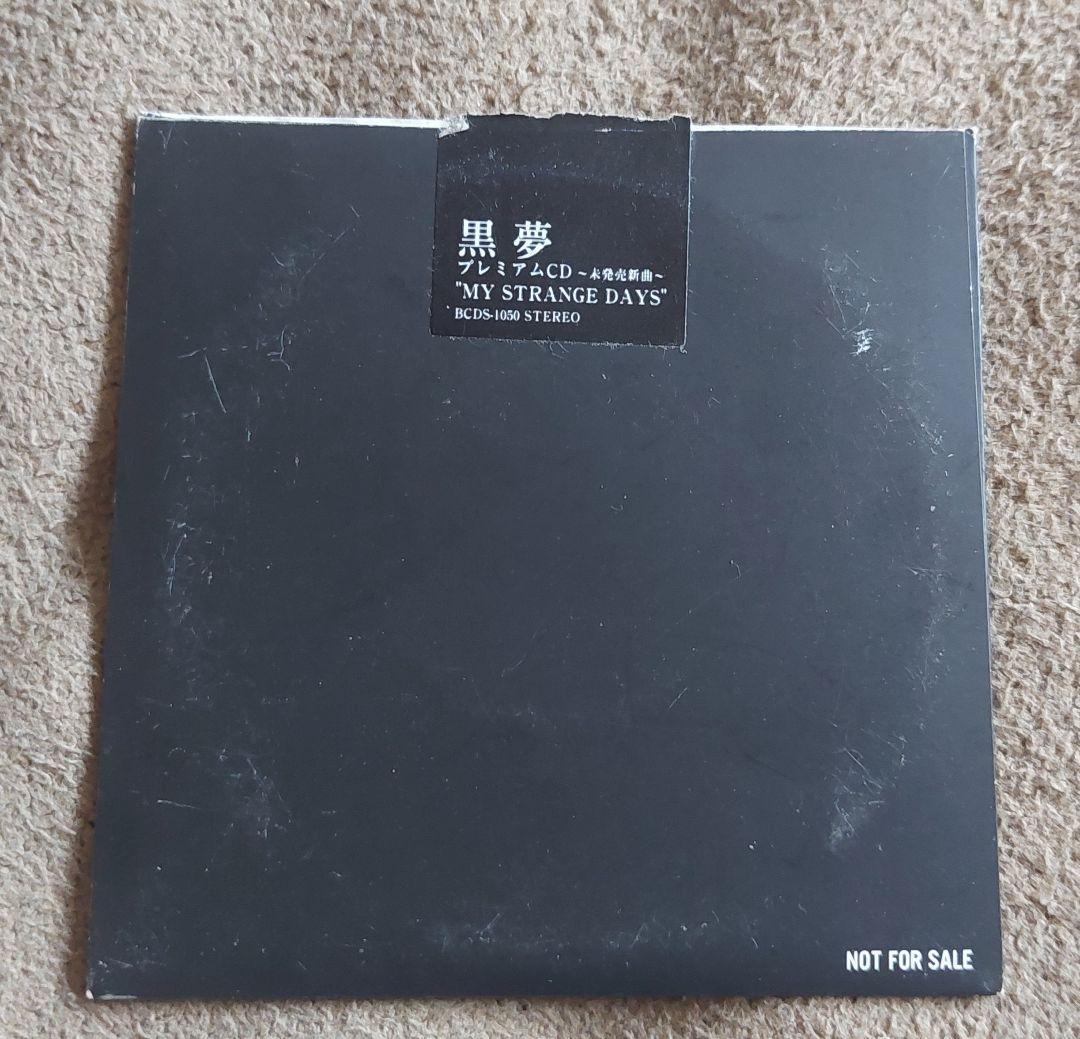 黒夢
プレミアムCD ～未発売新曲～
"MY STRANGE DAYS"
BCDS-1050 STEREO
NOT FOR SALE